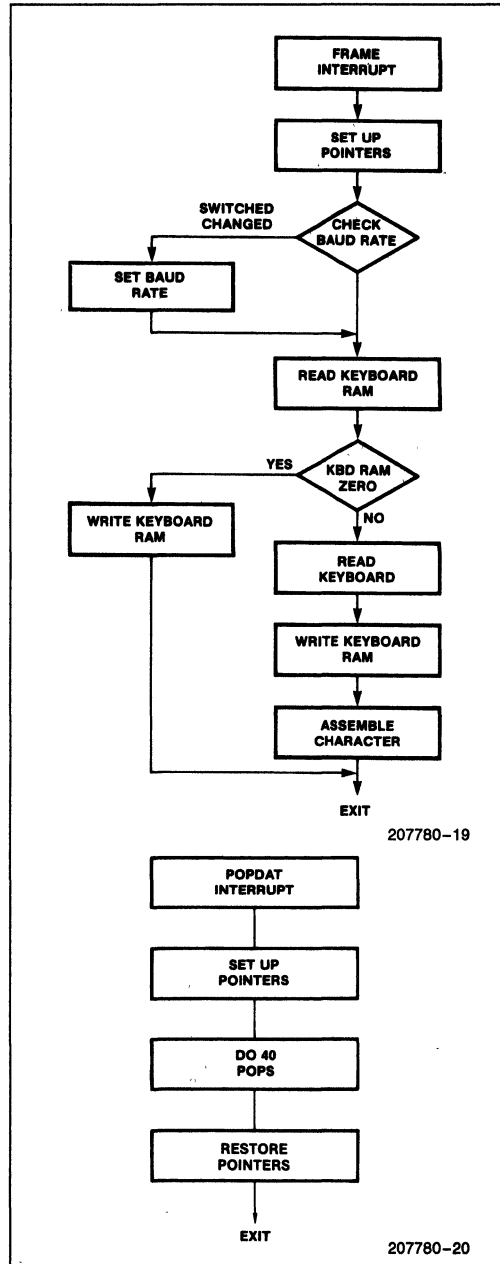 FRAME
INTERRUPT
SET UP
POINTERS
SWITCHED
CHANGED
CHECK
BAUD RATE
SET BAUD
RATE
READ KEYBOARD
RAM
YES
KBD RAM
ZERO
WRITE KEYBOARD
RAM
NO
READ
KEYBOARD
WRITE KEYBOARD
RAM
ASSEMBLE
CHARACTER
EXIT
207780-19
POPDAT
INTERRUPT
SET UP
POINTERS
DO 40
POPS
RESTORE
POINTERS
EXIT
207780-20